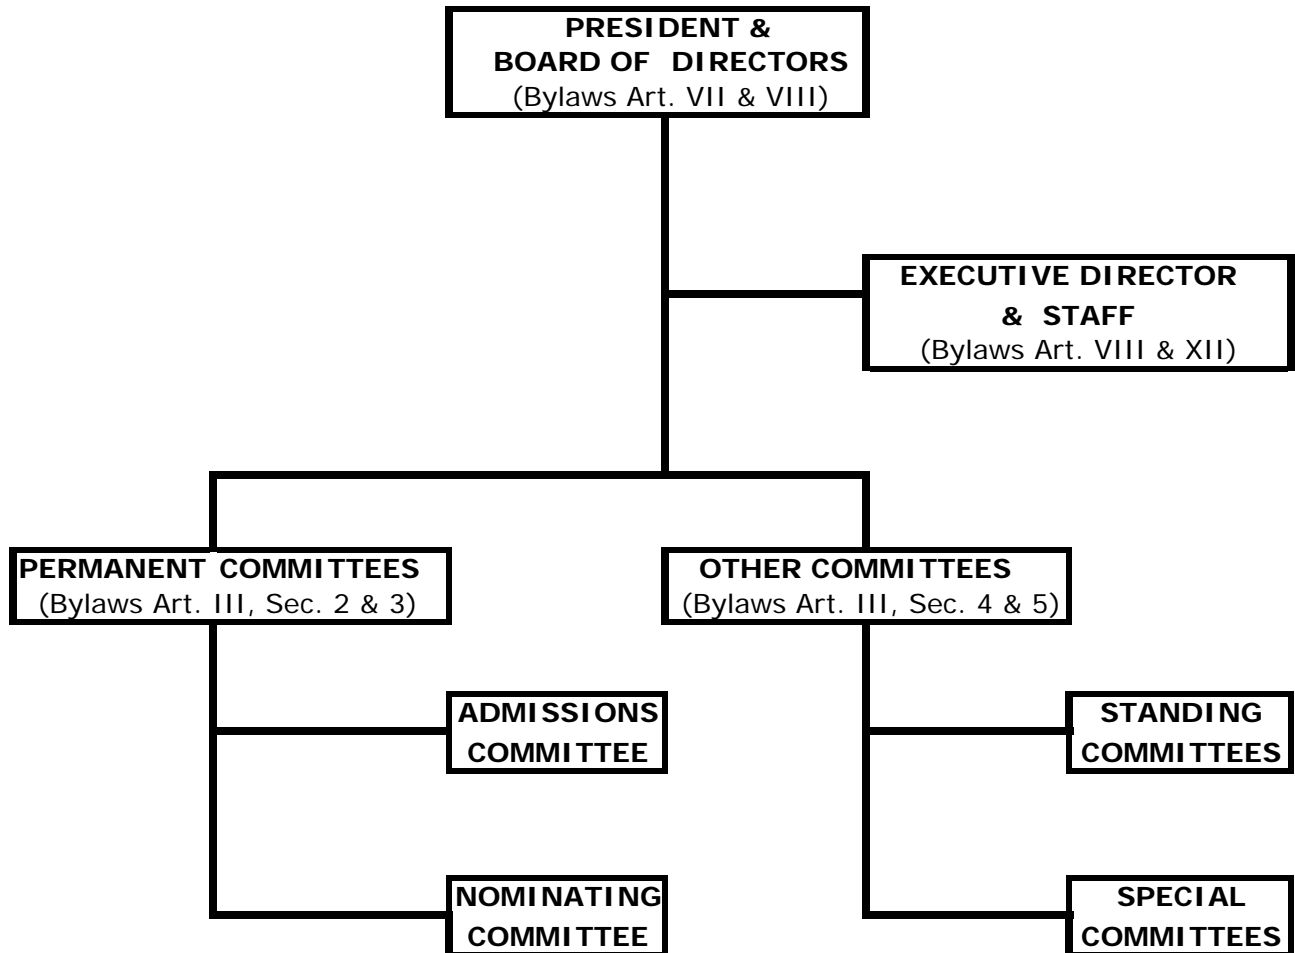 PRESIDENT &
BOARD OF DIRECTORS
(Bylaws Art. VII & VIII)
EXECUTIVE DIRECTOR
& STAFF
(Bylaws Art. VIII & XII)
PERMANENT COMMITTEES
(Bylaws Art. III, Sec. 2 & 3)
OTHER COMMITTEES
(Bylaws Art. III, Sec. 4 & 5)
ADMISSIONS
COMMITTEE
STANDING
COMMITTEES
NOMINATING
COMMITTEE
SPECIAL
COMMITTEES